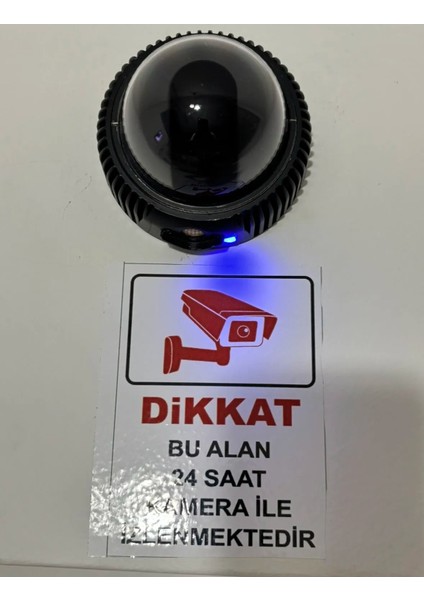 DiKKAT
BU ALAN
24 SAAT
KAMERA İLE
İZLENMEKTEDİR